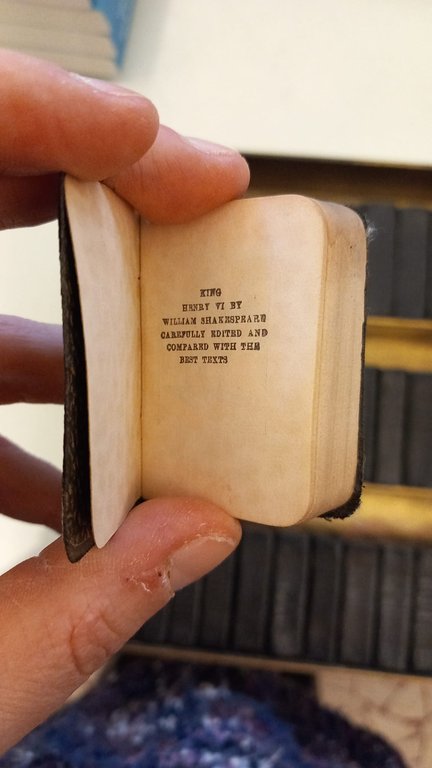 KING
HENRY VI BY
WILLIAM SHAKESPEARE
CAREFULLY EDITED AND
COMPARED WITH THE
BEST TEXTS